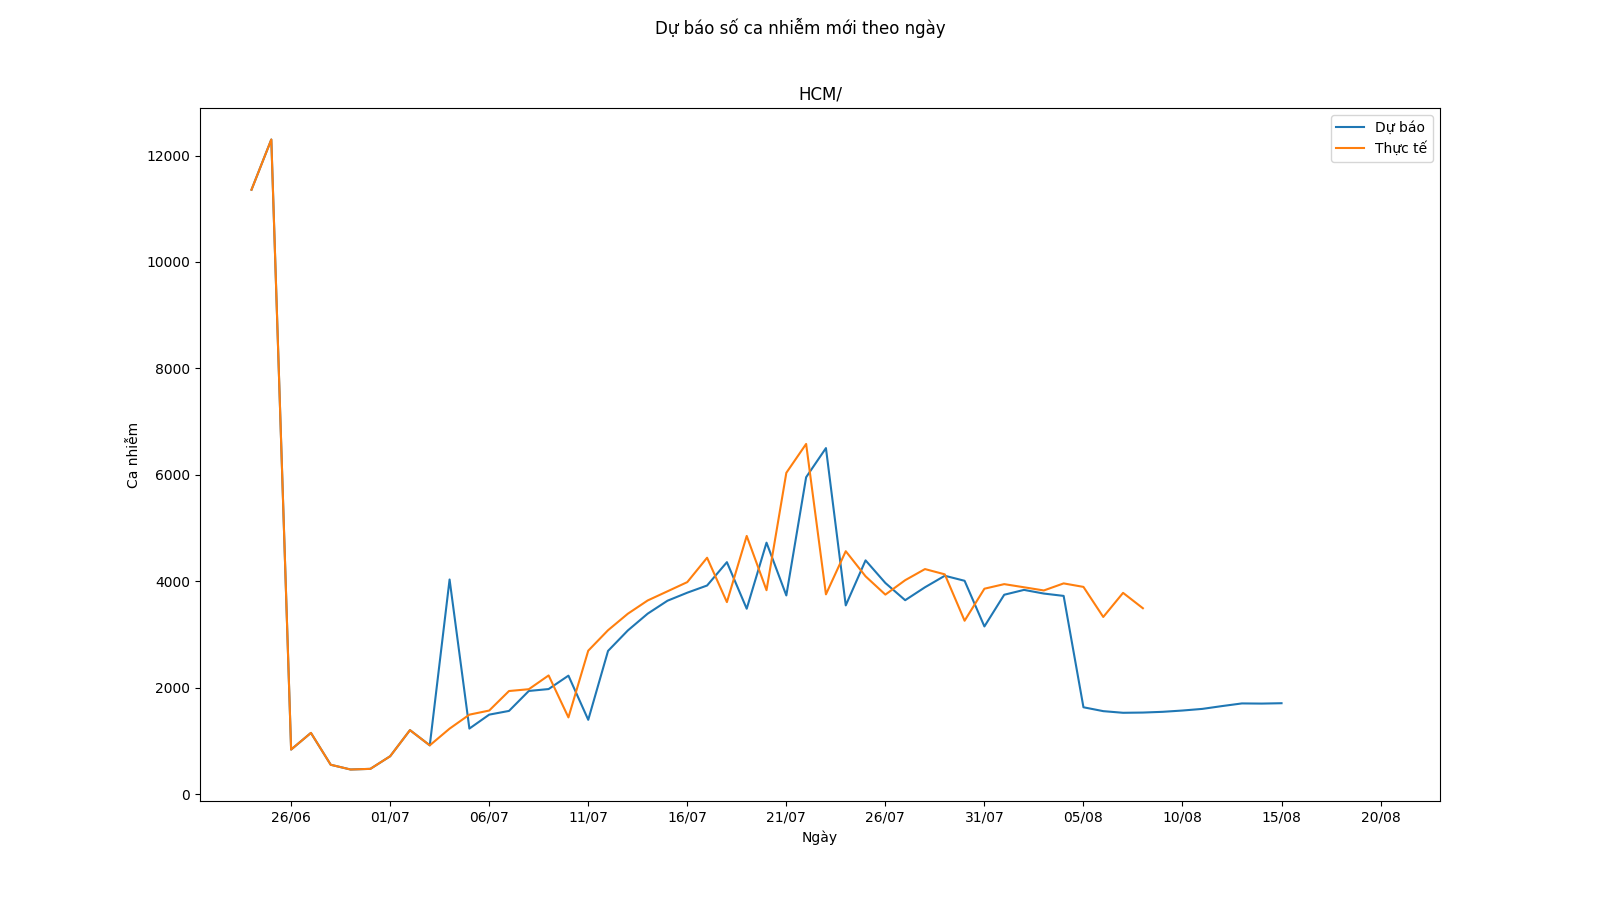 Dự báo số ca nhiễm mới theo ngày
HCM/
Dự báo
Thực tế
12000
10000
8000
6000
4000
2000
0
Ca nhiễm
26/06 01/07 06/07 11/07 16/07 21/07 26/07 31/07 05/08 10/08 15/08 20/08
Ngày